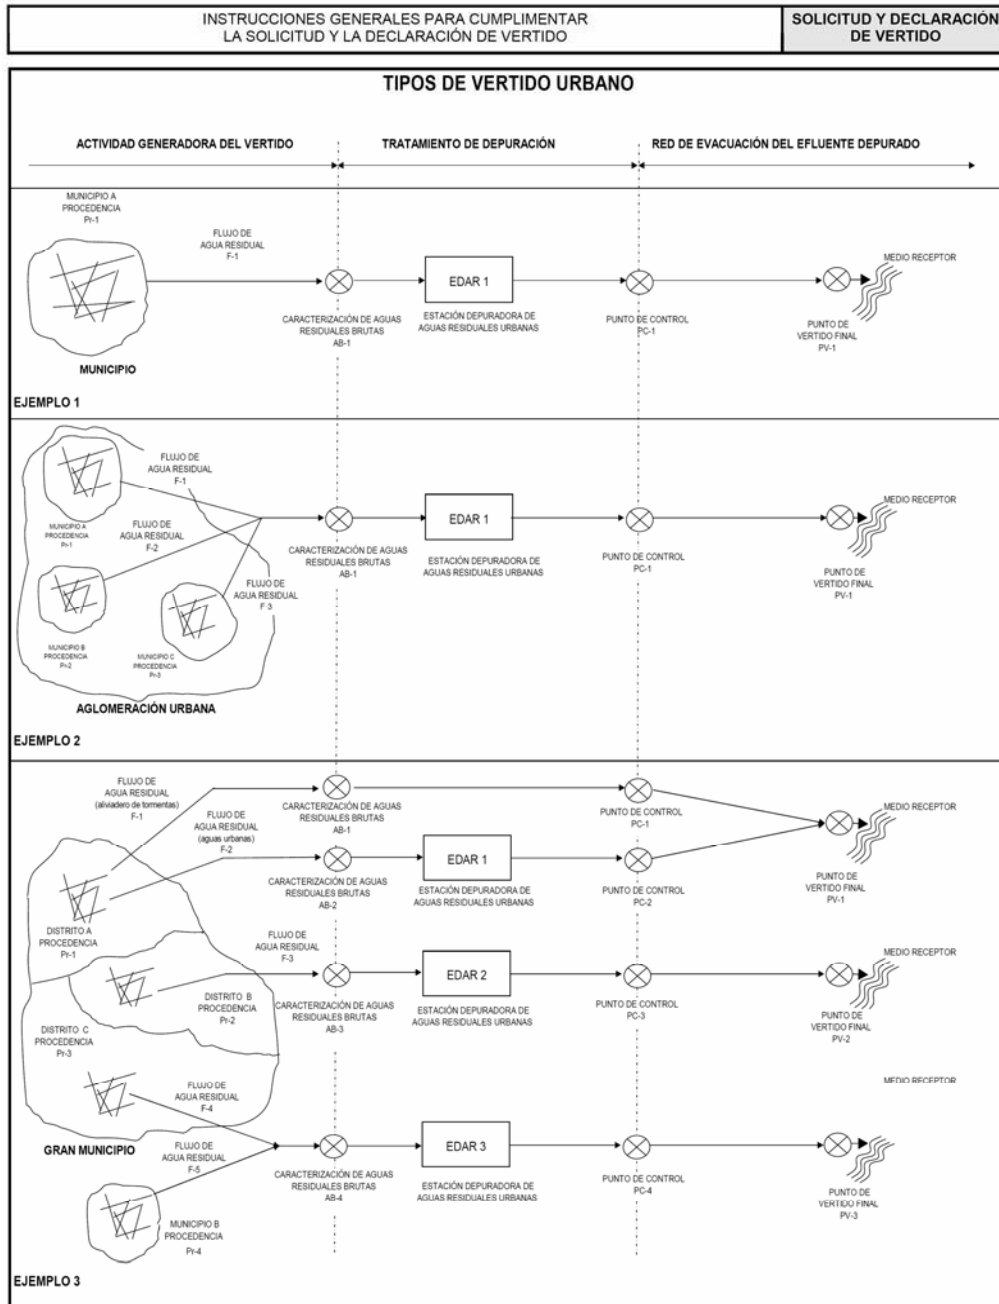 INSTRUCCIONES GENERALES PARA CUMPLIMENTAR
LA SOLICITUD Y LA DECLARACIÓN DE VERTIDO
SOLICITUD Y DECLARACIÓN
DE VERTIDO
TIPOS DE VERTIDO URBANO
ACTIVIDAD GENERADORA DEL VERTIDO
TRATAMIENTO DE DEPURACIÓN
RED DE EVACUACIÓN DEL EFLUENTE DEPURADO
MUNICIPIO A
PROCEDENCIA
Pr-1
FLUJO DE
AGUA RESIDUAL
F-1
MEDIO RECEPTOR
EDAR 1
CARACTERIZACIÓN DE AGUAS
RESIDUALES BRUTAS
AB-1
ESTACIÓN DEPURADORA DE
AGUAS RESIDUALES URBANAS
PUNTO DE CONTROL
PC-1
PUNTO DE
VERTIDO FINAL
PV-1
MUNICIPIO
EJEMPLO 1
FLUJO DE
AGUA RESIDUAL
F-1
MUNICIPIO A
PROCEDENCIA
Pr-1
FLUJO DE
AGUA RESIDUAL
F-2
MEDIO RECEPTOR
EDAR 1
CARACTERIZACIÓN DE AGUAS
RESIDUALES BRUTAS
AB-1
ESTACIÓN DEPURADORA DE
AGUAS RESIDUALES URBANAS
PUNTO DE CONTROL
PC-1
PUNTO DE
VERTIDO FINAL
PV-1
FLUJO DE
AGUA RESIDUAL
F 3
MUNICIPIO B
PROCEDENCIA
Pr-2
MUNICIPIO C
PROCEDENCIA
Pr-3
AGLOMERACIÓN URBANA
EJEMPLO 2
FLUJO DE
AGUA RESIDUAL
(aliviadero de tormentas)
F-1
FLUJO DE
AGUA RESIDUAL
(aguas urbanas)
F-2
CARACTERIZACIÓN DE AGUAS
RESIDUALES BRUTAS
AB-1
PUNTO DE CONTROL
PC-1
MEDIO RECEPTOR
EDAR 1
CARACTERIZACIÓN DE AGUAS
RESIDUALES BRUTAS
AB-2
ESTACIÓN DEPURADORA DE
AGUAS RESIDUALES URBANAS
PUNTO DE CONTROL
PC-2
PUNTO DE
VERTIDO FINAL
PV-1
DISTRITO A
PROCEDENCIA
Pr-1
FLUJO DE
AGUA RESIDUAL
F-3
MEDIO RECEPTOR
EDAR 2
DISTRITO B
PROCEDENCIA
Pr-2
CARACTERIZACIÓN DE AGUAS
RESIDUALES BRUTAS
AB-3
ESTACIÓN DEPURADORA DE
AGUAS RESIDUALES URBANAS
PUNTO DE CONTROL
PC-3
PUNTO DE
VERTIDO FINAL
PV-2
DISTRITO C
PROCEDENCIA
Pr-3
FLUJO DE
AGUA RESIDUAL
F-4
MEDIO RECEPTOR
GRAN MUNICIPIO
FLUJO DE
AGUA RESIDUAL
F-5
EDAR 3
CARACTERIZACIÓN DE AGUAS
RESIDUALES BRUTAS
AB-4
ESTACIÓN DEPURADORA DE
AGUAS RESIDUALES URBANAS
PUNTO DE CONTROL
PC-4
PUNTO DE
VERTIDO FINAL
PV-3
MUNICIPIO B
PROCEDENCIA
Pr-4
EJEMPLO 3